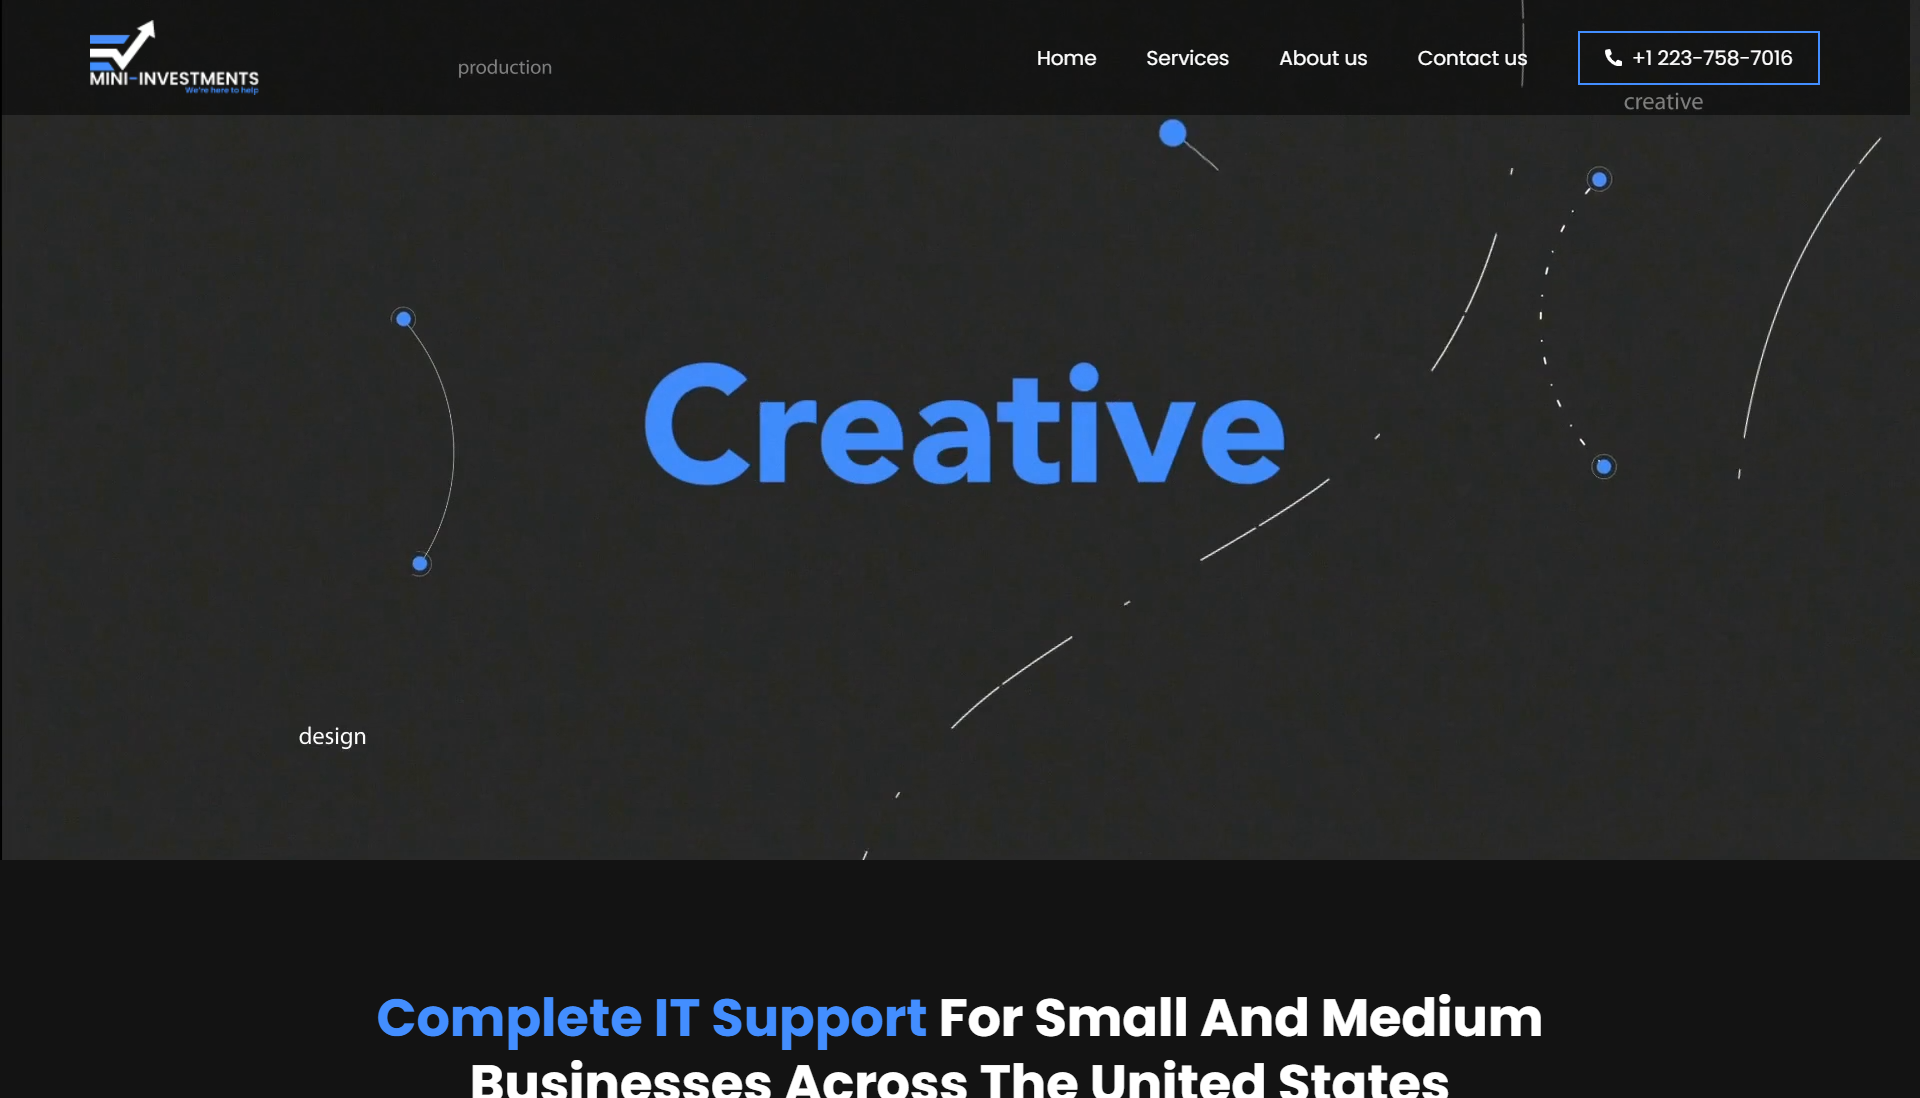 MINI-INVESTMENTS
We're here to help
production
Home
Services
About us
Contact us
+1 223-758-7016
creative
Creative
design
Complete IT Support For Small And Medium
Businesses Across The United States